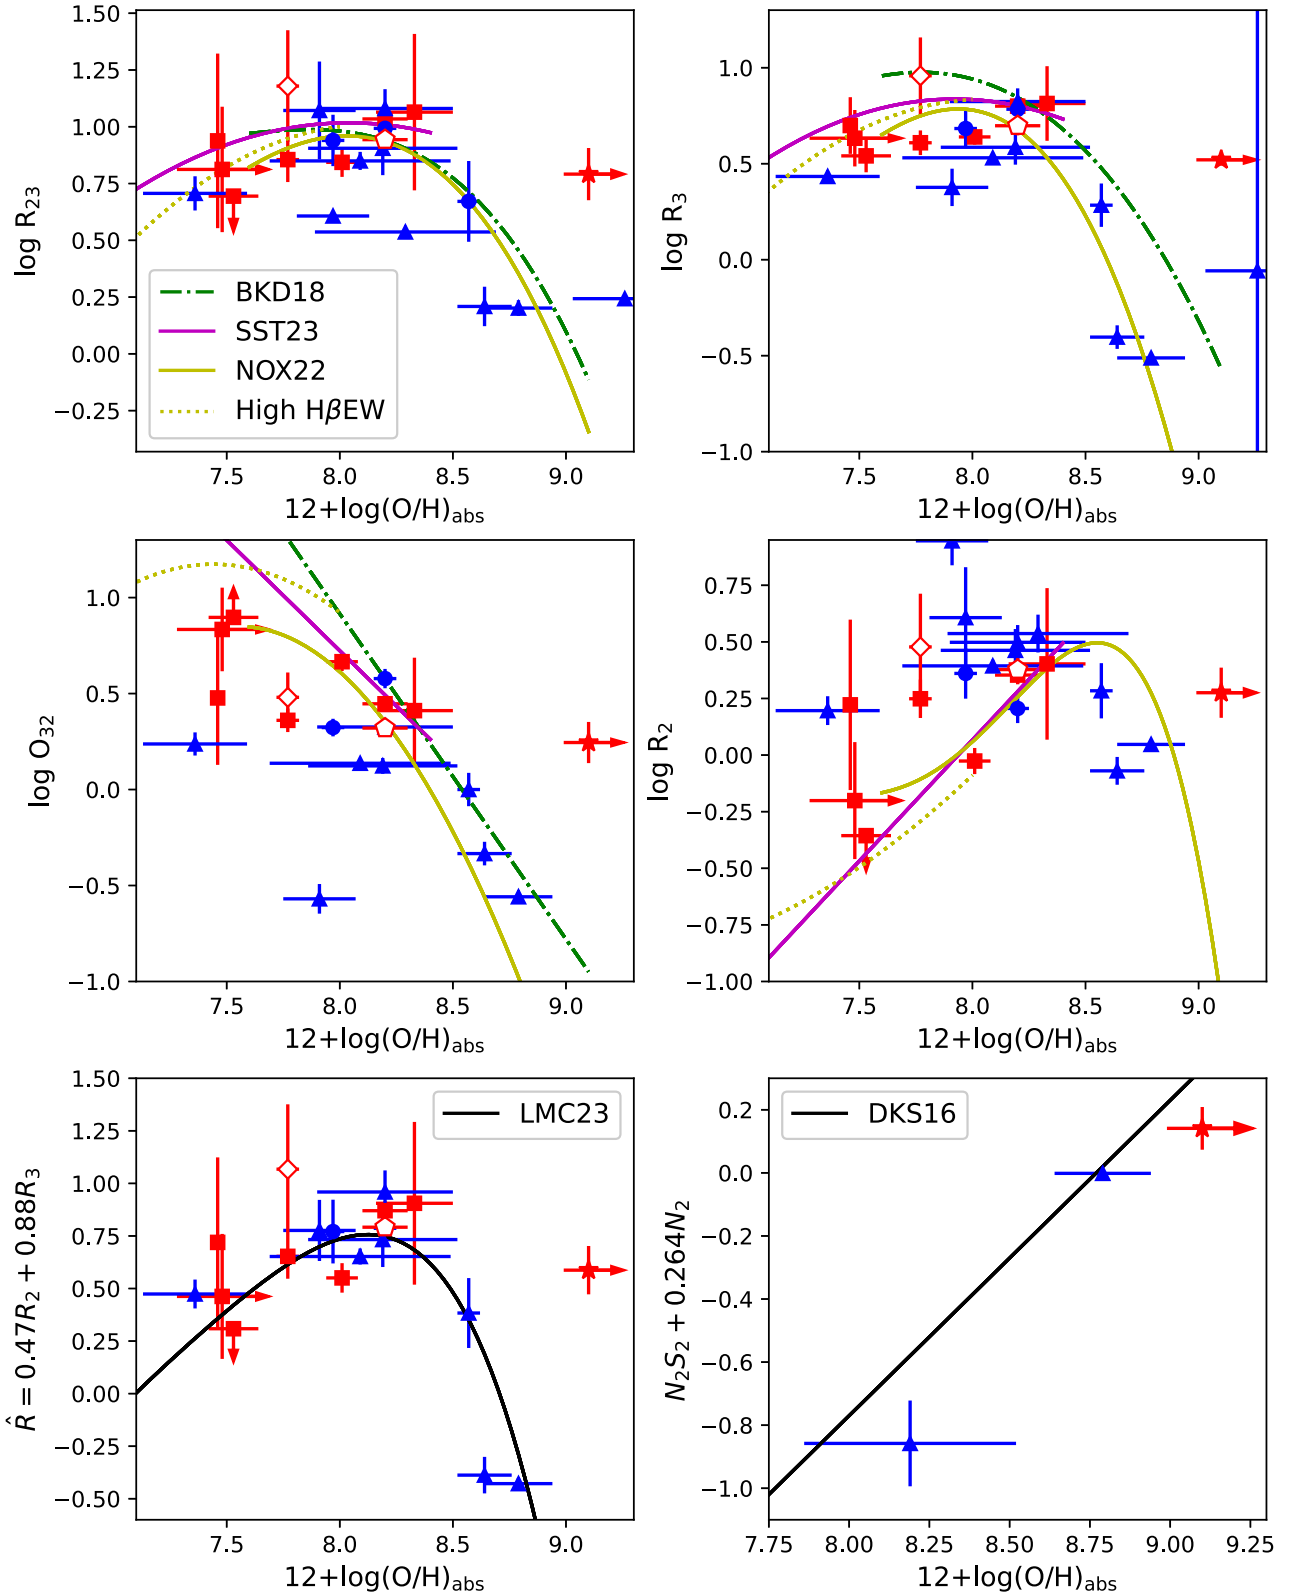 1.50
1.25
1.00
0.75
0.50
0.25
0.00
−0.25
log R23
7.5 8.0 8.5 9.0
12+log(O/H)abs
BKD18
SST23
NOX22
High HβEW
1.0
0.5
0.0
−0.5
−1.0
log R3
7.5 8.0 8.5 9.0
12+log(O/H)abs
1.0
0.5
0.0
−0.5
−1.0
log O32
7.5 8.0 8.5 9.0
12+log(O/H)abs
0.75
0.50
0.25
0.00
−0.25
−0.50
−0.75
−1.00
log R2
7.5 8.0 8.5 9.0
12+log(O/H)abs
1.50
1.25
1.00
0.75
0.50
0.25
0.00
−0.25
−0.50
R̂ = 0.47R2 + 0.88R3
LMC23
7.5 8.0 8.5 9.0
12+log(O/H)abs
0.2
0.0
−0.2
−0.4
−0.6
−0.8
−1.0
N2S2 + 0.264N2
DKS16
7.75 8.00 8.25 8.50 8.75 9.00 9.25
12+log(O/H)abs